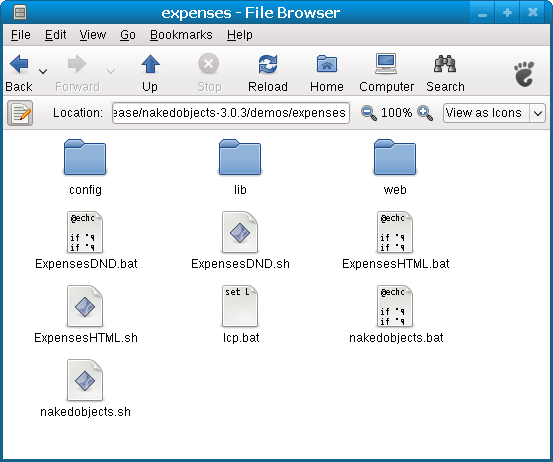 expenses - File Browser
File Edit View Go Bookmarks Help
Back Forward Up Stop Reload Home Computer Search
Location: ease/nakedobjects-3.0.3/demos/expenses 100% View as Icons
config lib web
@echo
if "q
if "q
ExpensesDND.bat ExpensesDND.sh ExpensesHTML.bat
@echo
if "q
if "q
ExpensesHTML.sh lcp.bat nakedobjects.bat
set L
@echo
if "q
if "q
nakedobjects.sh